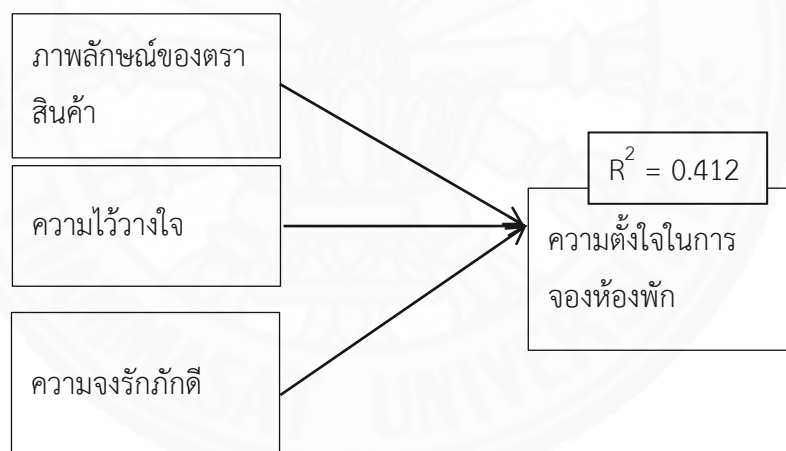 ภาพลักษณ์ของตรา
สินค้า
ความไว้วางใจ
ความจงรักภักดี
R² = 0.412
ความตั้งใจในการ
จองห้องพัก